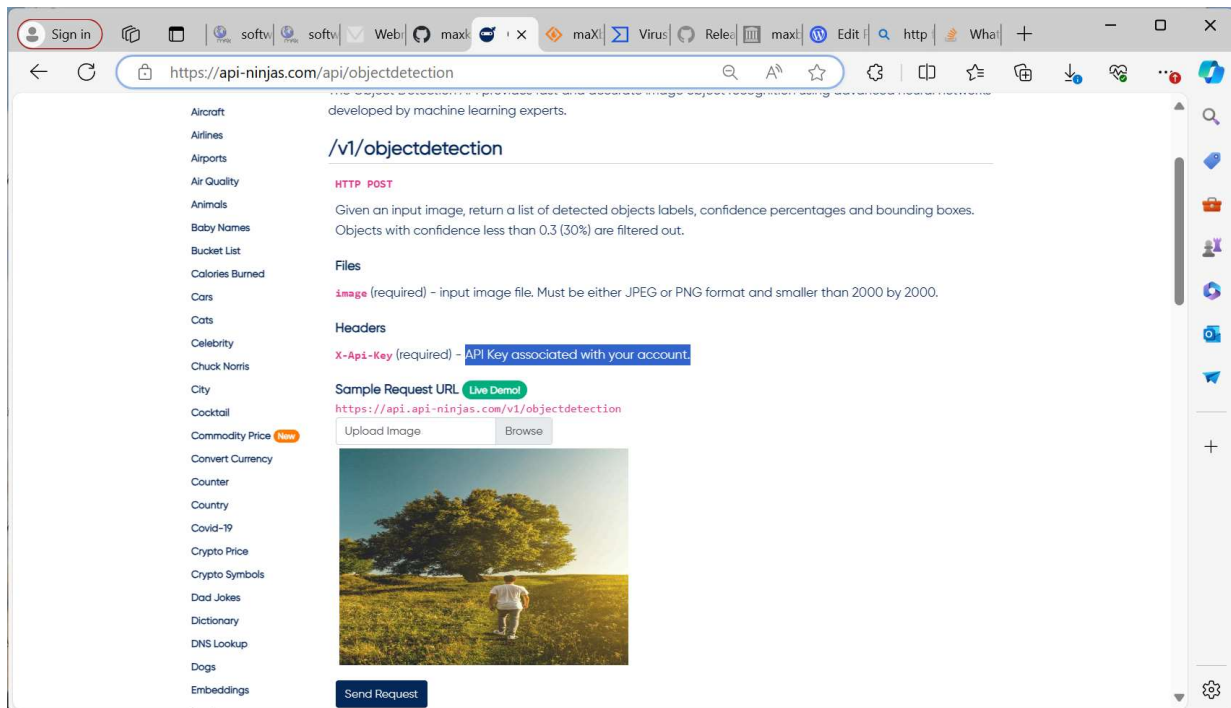 Sign in
softw
softw
Webr
maxk
maXl
Virus
Relea
maxb
Edit
http
What
https://api-ninjas.com/api/objectdetection
developed by machine learning experts.
/v1/objectdetection
HTTP POST
Given an input image, return a list of detected objects labels, confidence percentages and bounding boxes.
Objects with confidence less than 0.3 (30%) are filtered out.
Files
image (required) - input image file. Must be either JPEG or PNG format and smaller than 2000 by 2000.
Headers
X-Api-Key (required) - API Key associated with your account.
Sample Request URL Live Demo!
https://api.api-ninjas.com/v1/objectdetection
Upload Image Browse
Send Request
Aircraft
Airlines
Airports
Air Quality
Animals
Baby Names
Bucket List
Calories Burned
Cars
Cats
Celebrity
Chuck Norris
City
Cocktail
Commodity Price New
Convert Currency
Counter
Country
Covid-19
Crypto Price
Crypto Symbols
Dad Jokes
Dictionary
DNS Lookup
Dogs
Embeddings